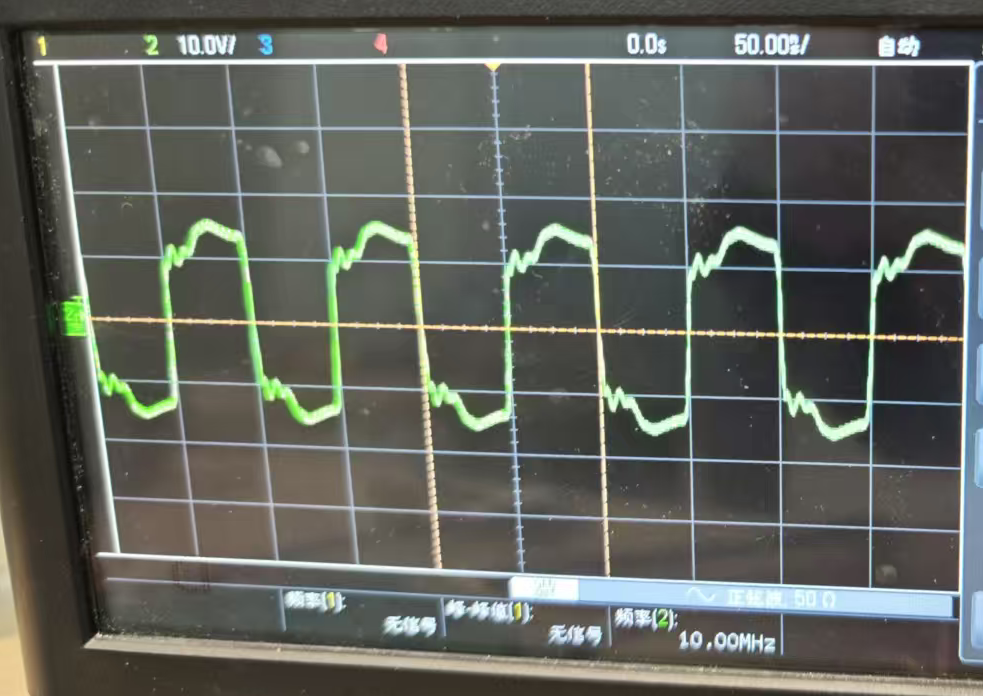 1 2 10.0V/ 3 4 0.0s 50.00ns/ 自动
正弦波, 50 Ω
频率(1): 峰-峰值(1): 频率(2):
无信号 无信号 10.00MHz